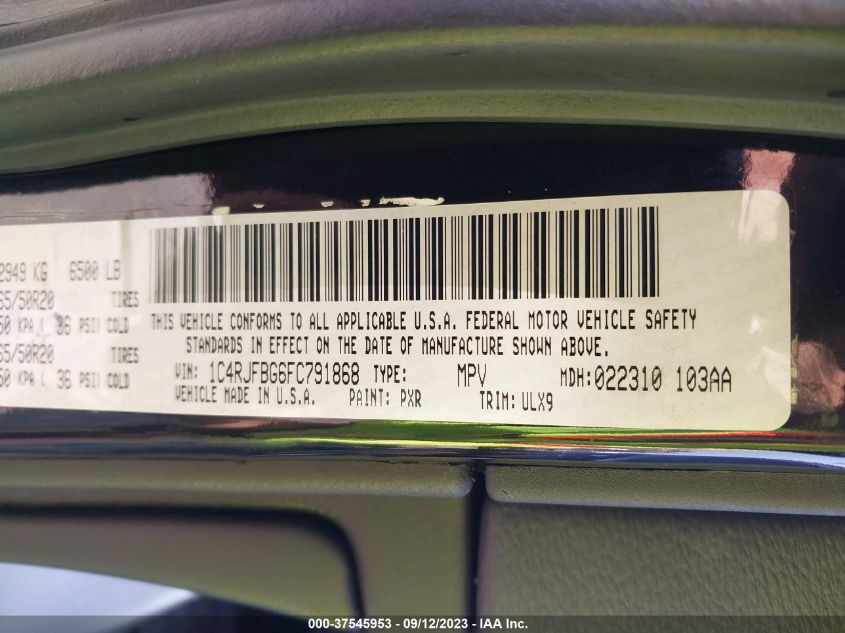 2949 KG 6500 LB
65/50R20 TIRES
50 KPA ( 36 PSI) COLD
65/50R20 TIRES
50 KPA ( 36 PSI) COLD
THIS VEHICLE CONFORMS TO ALL APPLICABLE U.S.A. FEDERAL MOTOR VEHICLE SAFETY
STANDARDS IN EFFECT ON THE DATE OF MANUFACTURE SHOWN ABOVE.
VIN: 1C4RJFBG6FC791868 TYPE: MPV MDH: 022310 103AA
VEHICLE MADE IN U.S.A. PAINT: PXR TRIM: ULX9
000-37545953 - 09/12/2023 - IAA Inc.